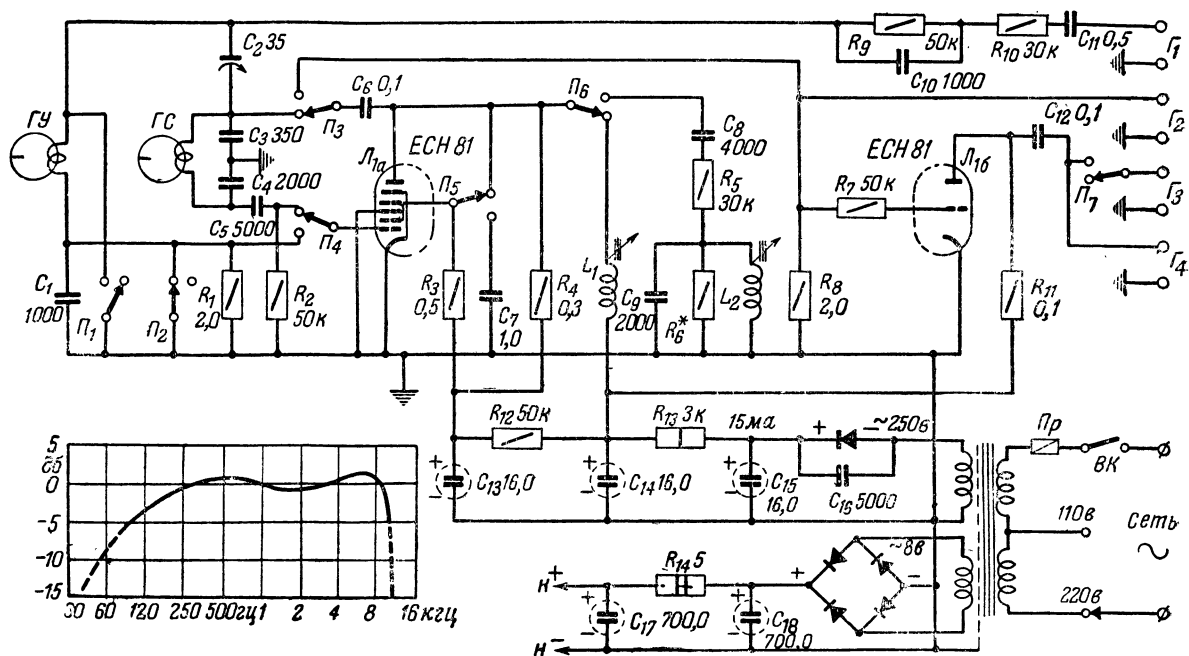 C₂ 35
R₉
50к
C₁₀ 1000
R₁₀ 30к
C₁₁ 0,5
Г₁
ГУ
ГС
П₃
C₆ 0,1
C₃ 350
C₄ 2000
C₅ 5000
П₄
Л₁ₐ
ECH 81
П₅
П₆
C₈
4000
R₅
30к
R₇ 50к
ECH 81
Л₁б
C₁₂ 0,1
Г₂
П₇
Г₃
Г₄
C₁
1000
П₁
П₂
R₁
2,0
R₂
50к
R₃
0,5
C₇
1,0
R₄
0,3
L₁
C₉
2000
R₆*
L₂
R₈
2,0
R₁₁
0,1
R₁₂ 50к
R₁₃ 3к
15ма
+
−
~250в
C₁₆ 5000
+
−
C₁₃ 16,0
+
−
C₁₄ 16,0
+
−
C₁₅
16,0
Пр
ВК
110в
220в
Сеть
~
5
дб
0
−5
−10
−15
30 60 120 250 500гц 1 2 4 8 16 кгц
н +
R₁₄ 5
+
−
C₁₇ 700,0
+
−
C₁₈
700,0
+
~8в
−
н −